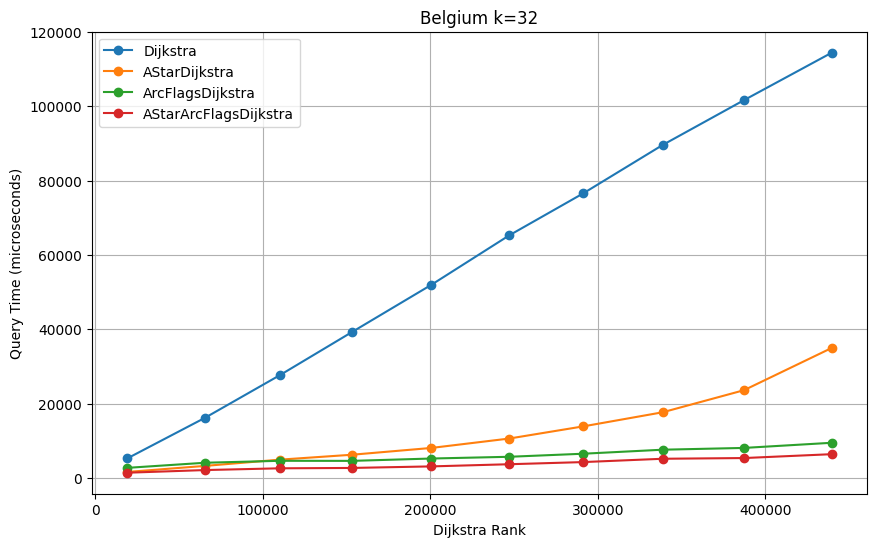 Belgium k=32
Dijkstra
AStarDijkstra
ArcFlagsDijkstra
AStarArcFlagsDijkstra
Query Time (microseconds)
120000
100000
80000
60000
40000
20000
0
0 100000 200000 300000 400000
Dijkstra Rank